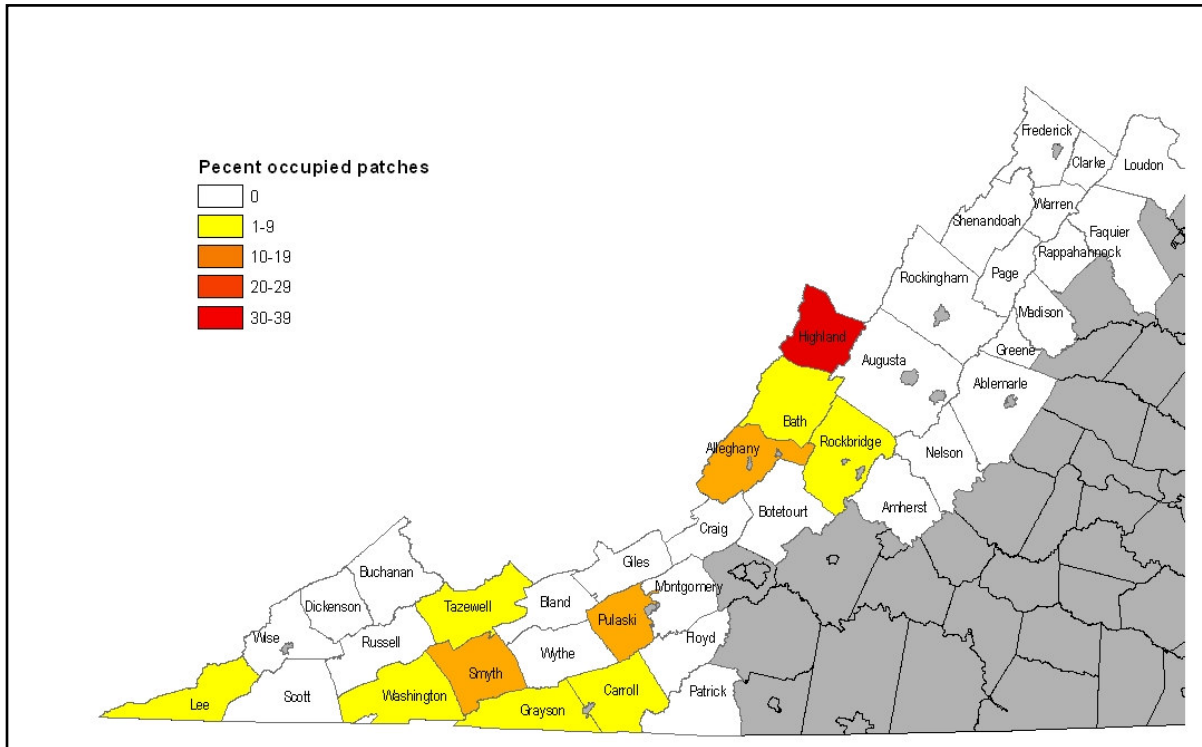 Pecent occupied patches
0
1-9
10-19
20-29
30-39
Frederick
Clarke
Loudon
Warren
Shenandoah
Faquier
Rappahannock
Page
Rockingham
Madison
Highland
Greene
Augusta
Ablemarle
Bath
Rockbridge
Alleghany
Nelson
Amherst
Botetourt
Craig
Giles
Buchanan
Montgomery
Bland
Tazewell
Dickenson
Pulaski
Wise
Russell
Floyd
Wythe
Smyth
Carroll
Patrick
Scott
Washington
Lee
Grayson